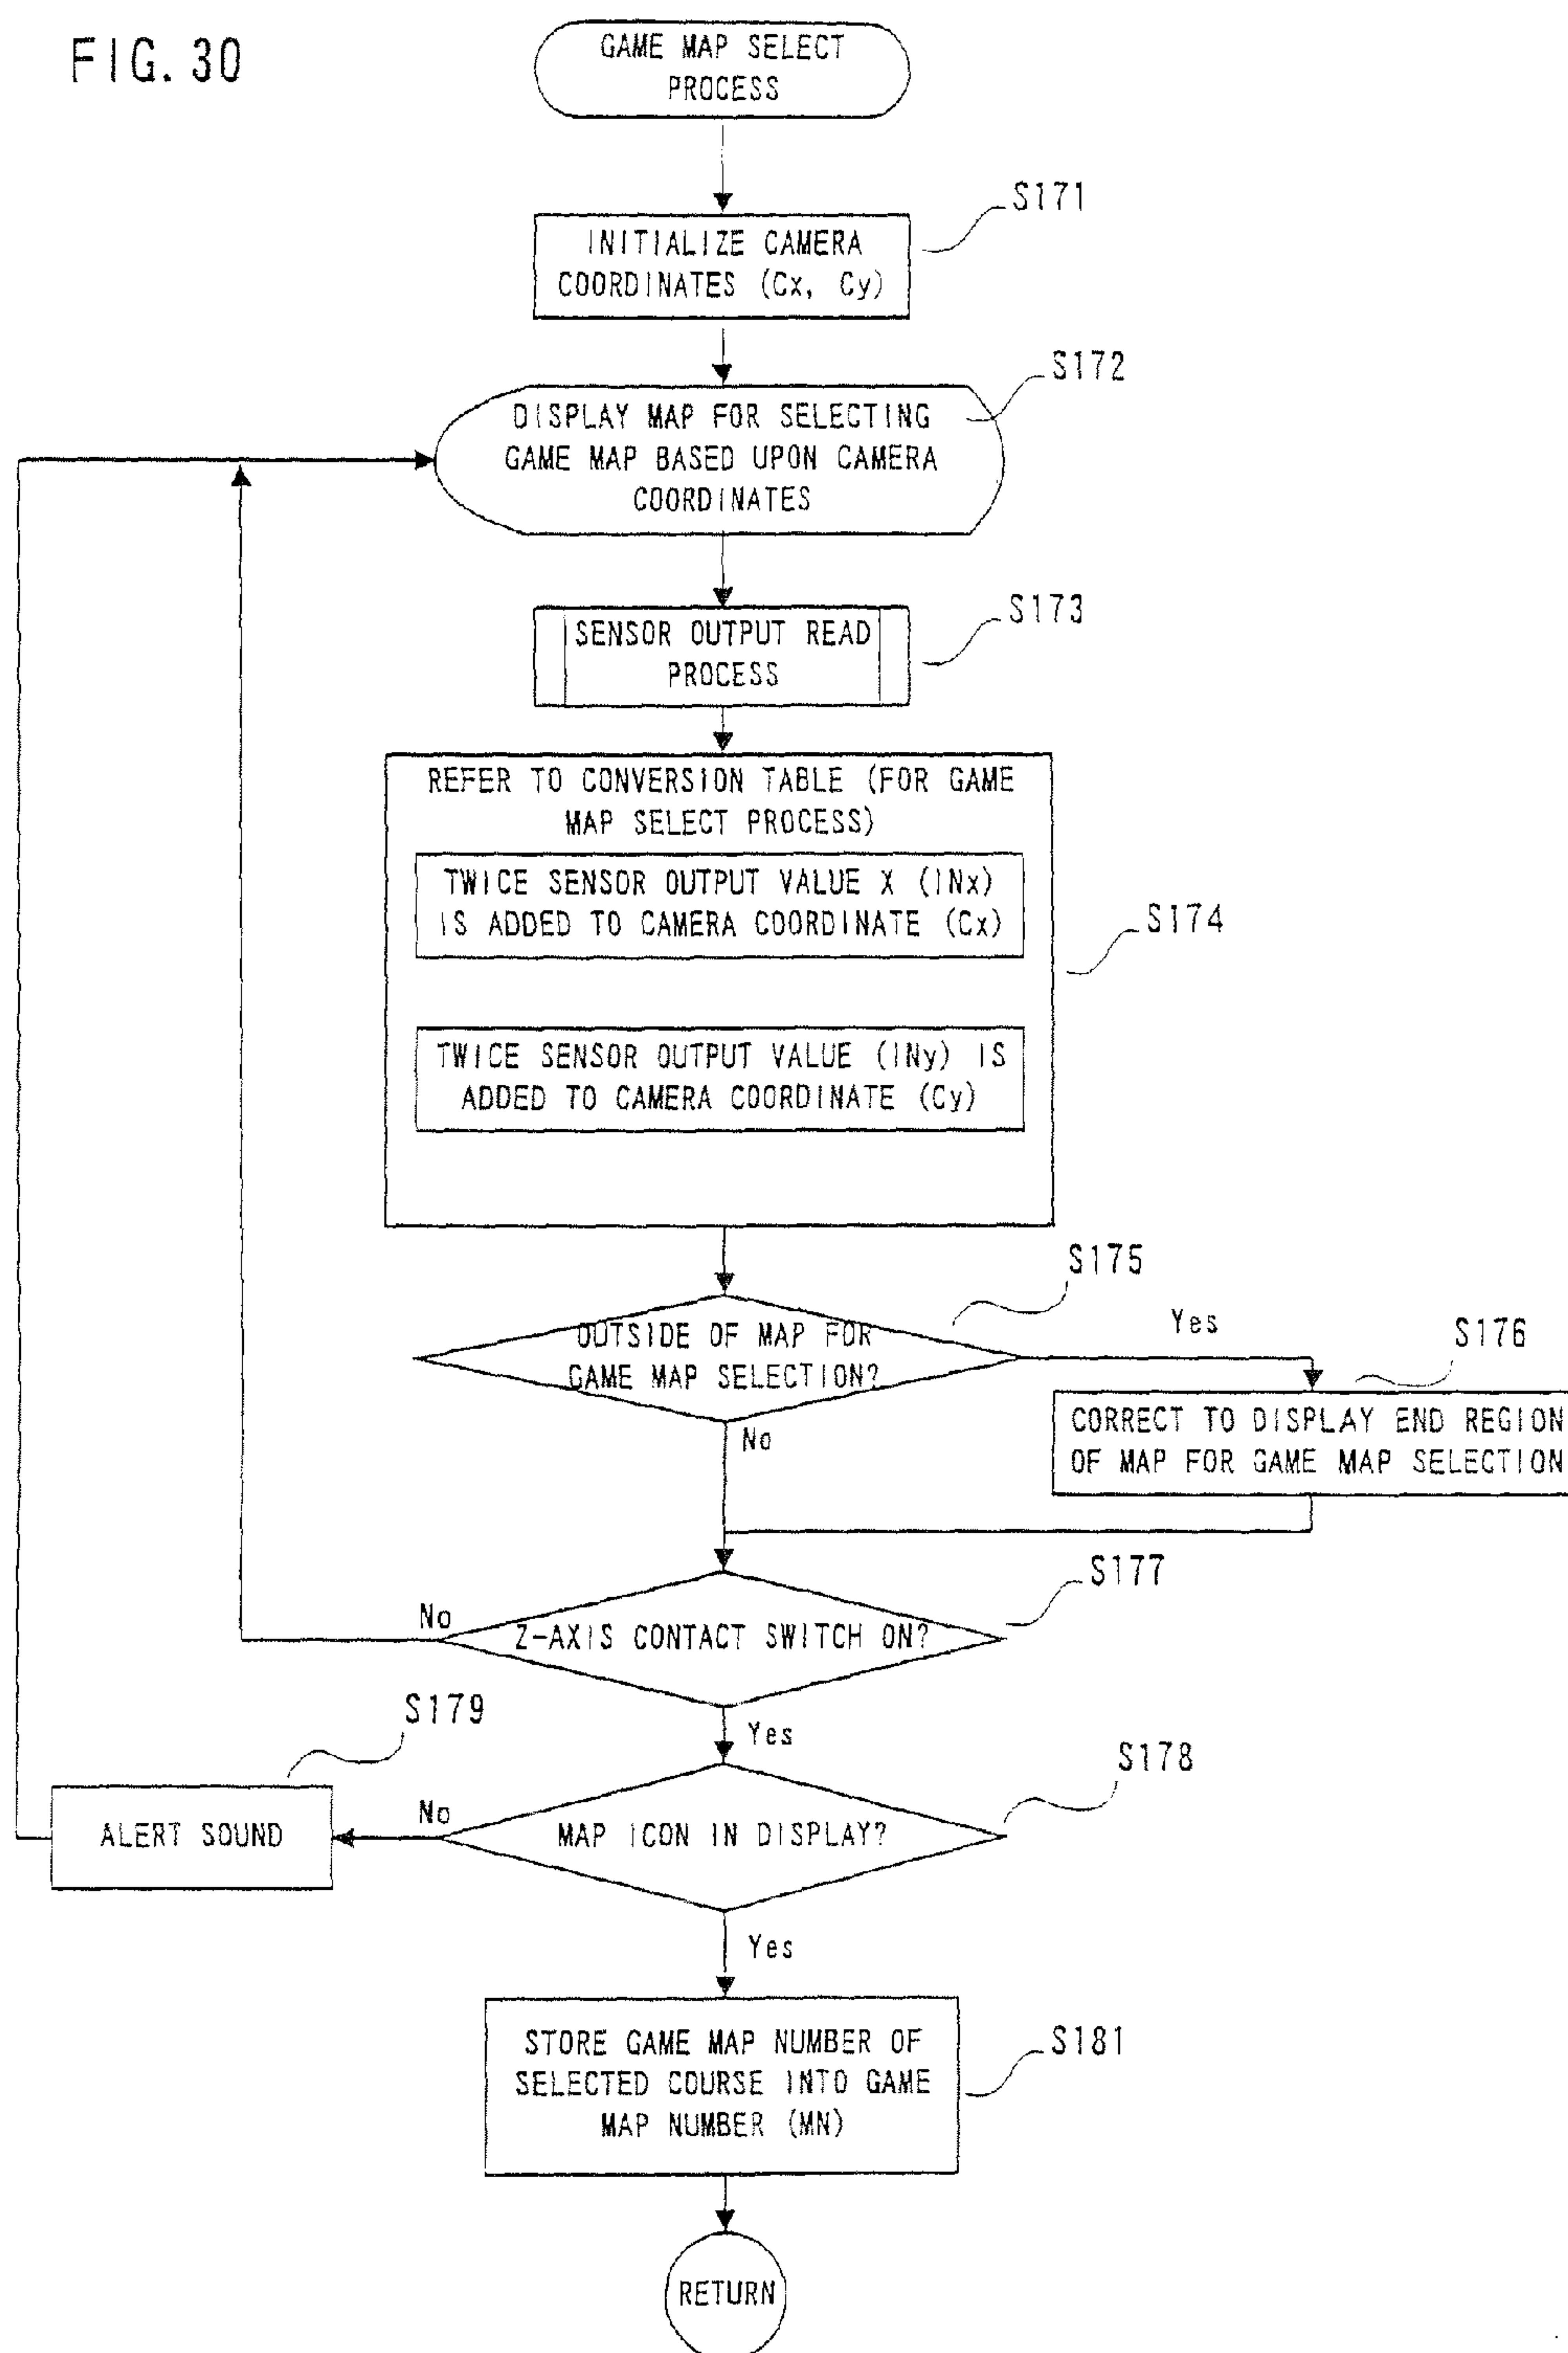 FIG. 30
GAME MAP SELECT
PROCESS
S171
INITIALIZE CAMERA
COORDINATES (Cx, Cy)
S172
DISPLAY MAP FOR SELECTING
GAME MAP BASED UPON CAMERA
COORDINATES
S173
SENSOR OUTPUT READ
PROCESS
REFER TO CONVERSION TABLE (FOR GAME
MAP SELECT PROCESS)
TWICE SENSOR OUTPUT VALUE X (INx)
IS ADDED TO CAMERA COORDINATE (Cx)
S174
TWICE SENSOR OUTPUT VALUE (INy) IS
ADDED TO CAMERA COORDINATE (Cy)
S175
OUTSIDE OF MAP FOR
GAME MAP SELECTION?
Yes
S176
CORRECT TO DISPLAY END REGION
OF MAP FOR GAME MAP SELECTION
No
S177
Z-AXIS CONTACT SWITCH ON?
No
Yes
S179
S178
ALERT SOUND
No
MAP ICON IN DISPLAY?
Yes
S181
STORE GAME MAP NUMBER OF
SELECTED COURSE INTO GAME
MAP NUMBER (MN)
RETURN